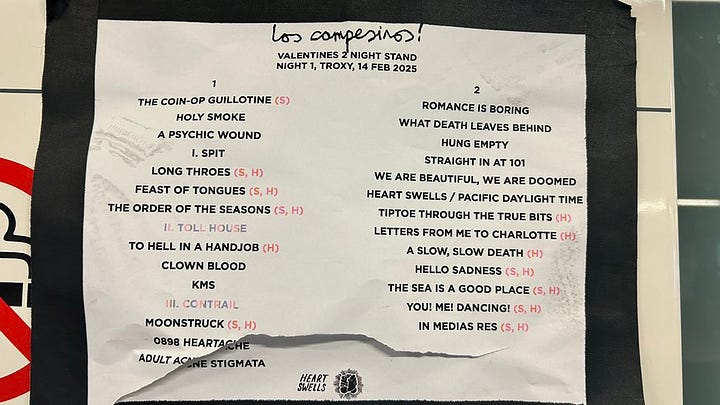 los campesinos!
VALENTINES 2 NIGHT STAND
NIGHT 1, TROXY, 14 FEB 2025
1
THE COIN-OP GUILLOTINE (S)
HOLY SMOKE
A PSYCHIC WOUND
I. SPIT
LONG THROES (S, H)
FEAST OF TONGUES (S, H)
THE ORDER OF THE SEASONS (S, H)
II. TOLL HOUSE
TO HELL IN A HANDJOB (H)
CLOWN BLOOD
KMS
III. CONTRAIL
MOONSTRUCK (S, H)
0898 HEARTACHE
ADULT ACNE STIGMATA
2
ROMANCE IS BORING
WHAT DEATH LEAVES BEHIND
HUNG EMPTY
STRAIGHT IN AT 101
WE ARE BEAUTIFUL, WE ARE DOOMED
HEART SWELLS / PACIFIC DAYLIGHT TIME
TIPTOE THROUGH THE TRUE BITS (H)
LETTERS FROM ME TO CHARLOTTE (H)
A SLOW, SLOW DEATH (H)
HELLO SADNESS (S, H)
THE SEA IS A GOOD PLACE (S, H)
YOU! ME! DANCING! (S, H)
IN MEDIAS RES (S, H)
HEART
SWELLS